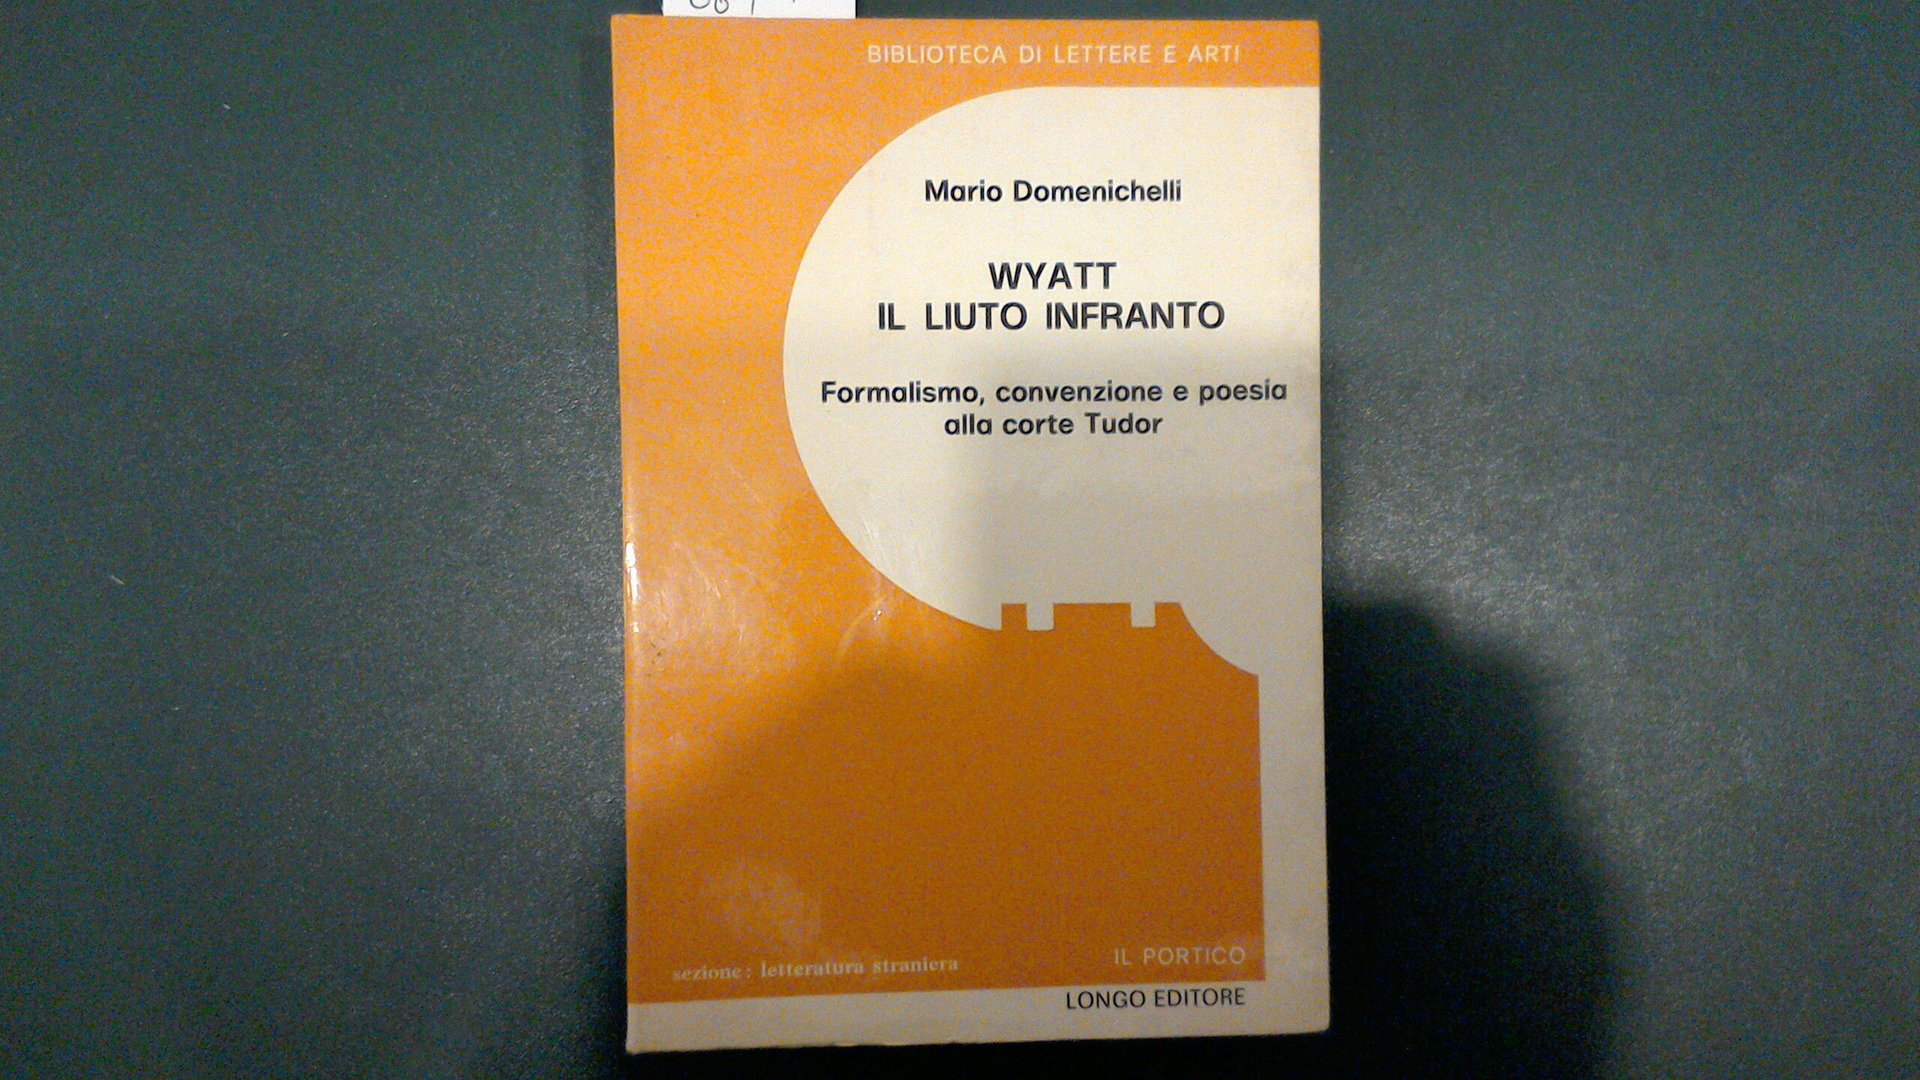 BIBLIOTECA DI LETTERE E ARTI
Mario Domenichelli
WYATT
IL LIUTO INFRANTO
Formalismo, convenzione e poesia
alla corte Tudor
sezione: letteratura straniera
IL PORTICO
LONGO EDITORE